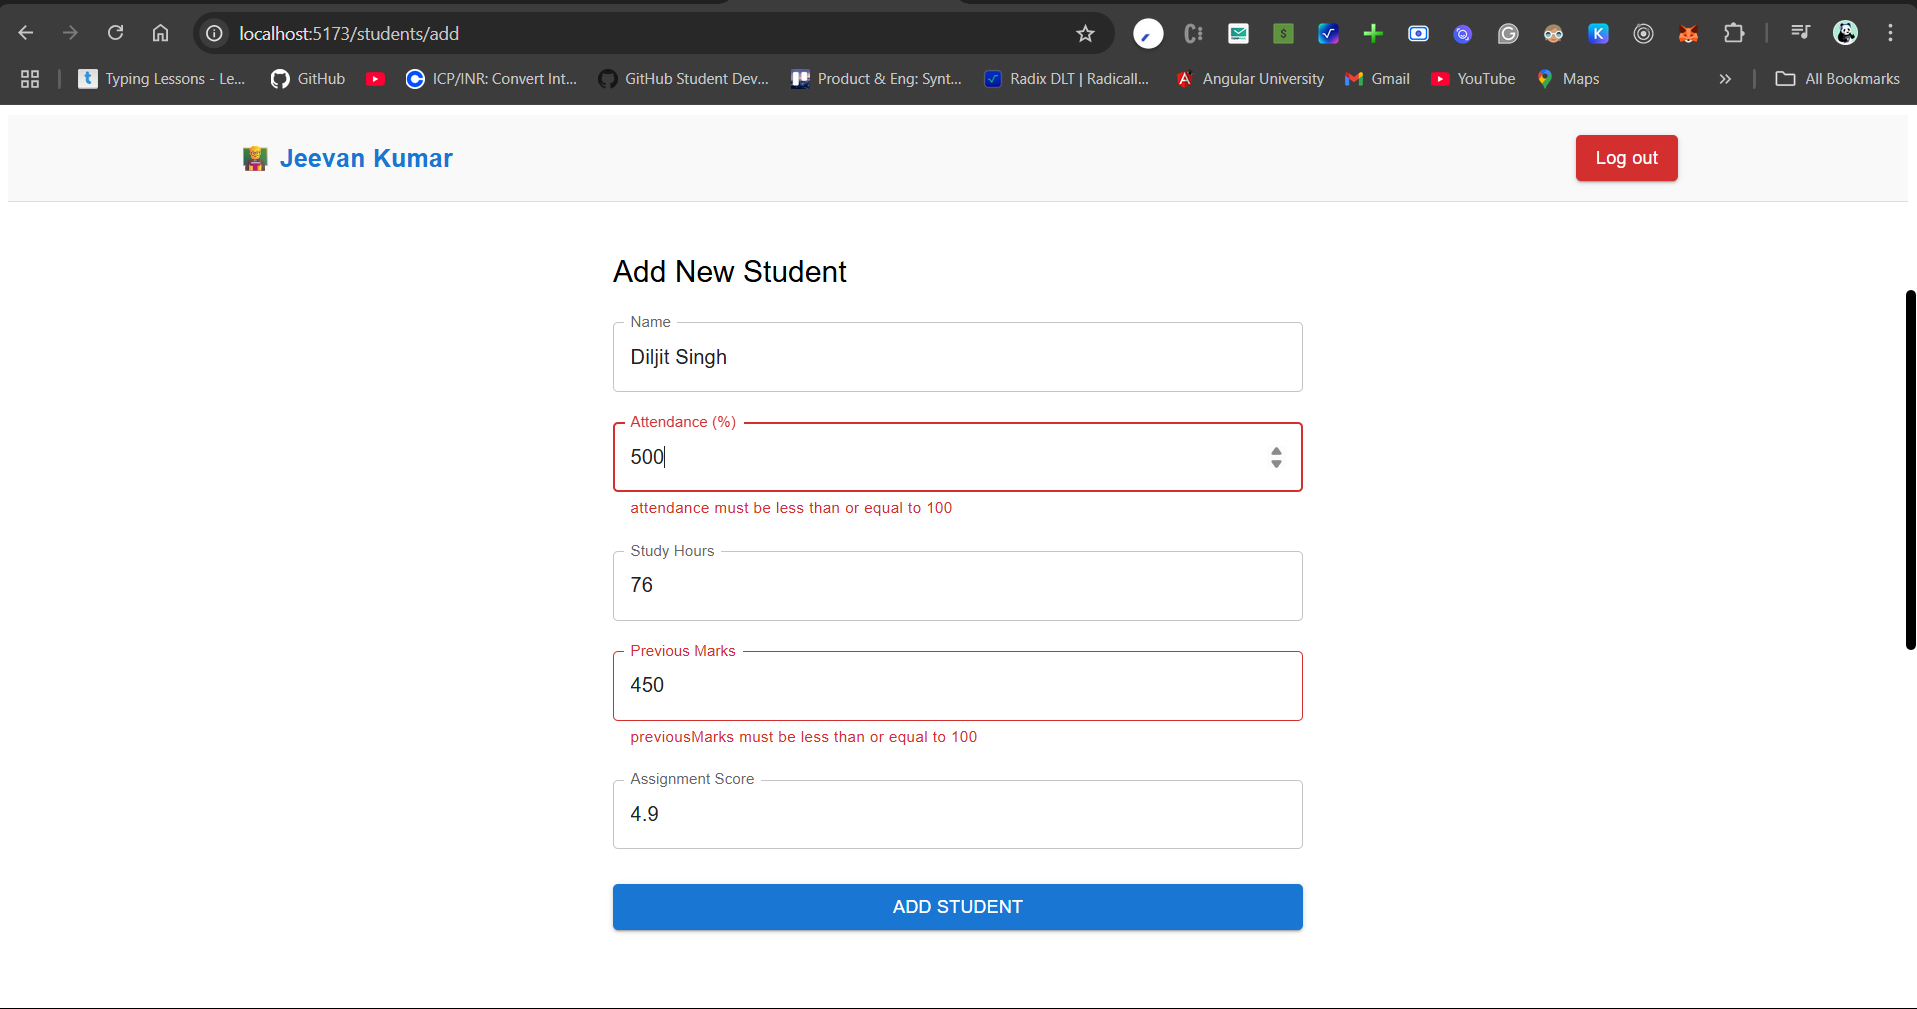 localhost:5173/students/add
Typing Lessons - Le... GitHub ICP/INR: Convert Int... GitHub Student Dev... Product & Eng: Synt... Radix DLT | Radicall... Angular University Gmail YouTube Maps » All Bookmarks
Jeevan Kumar Log out
Add New Student
Name
Diljit Singh
Attendance (%)
500
attendance must be less than or equal to 100
Study Hours
76
Previous Marks
450
previousMarks must be less than or equal to 100
Assignment Score
4.9
ADD STUDENT